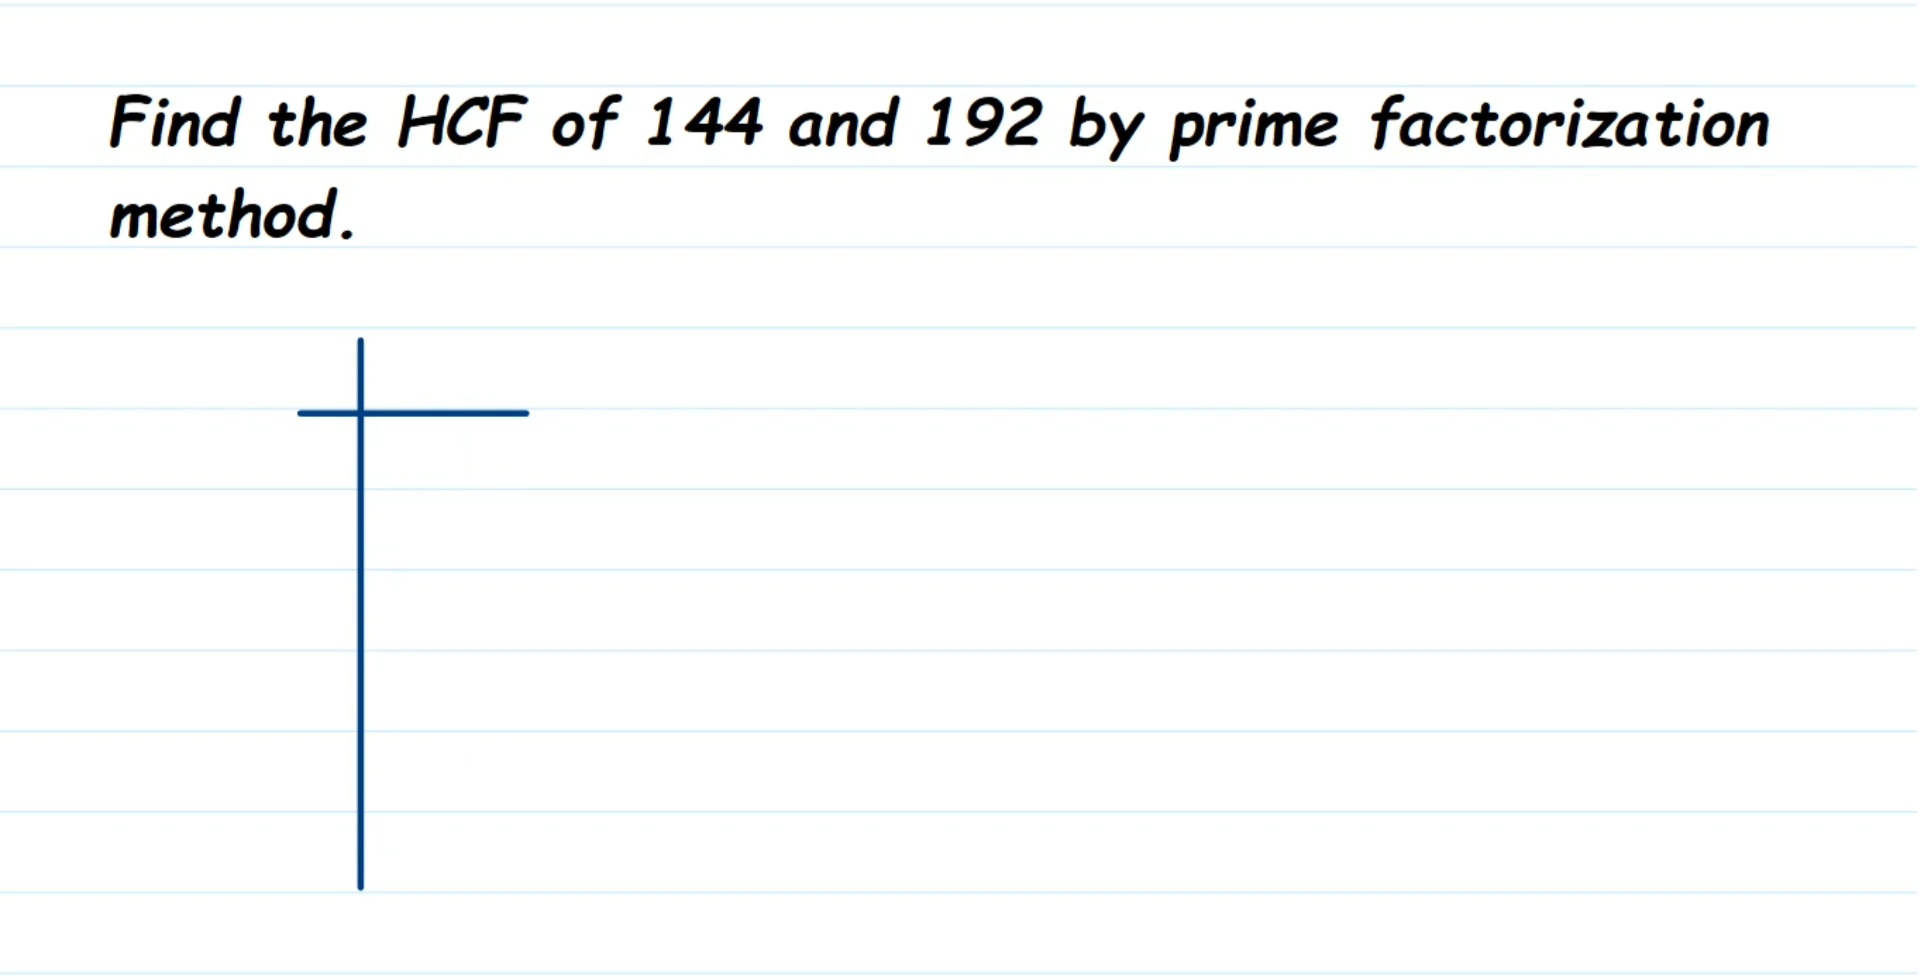 Find the HCF of 144 and 192 by prime factorization
method.